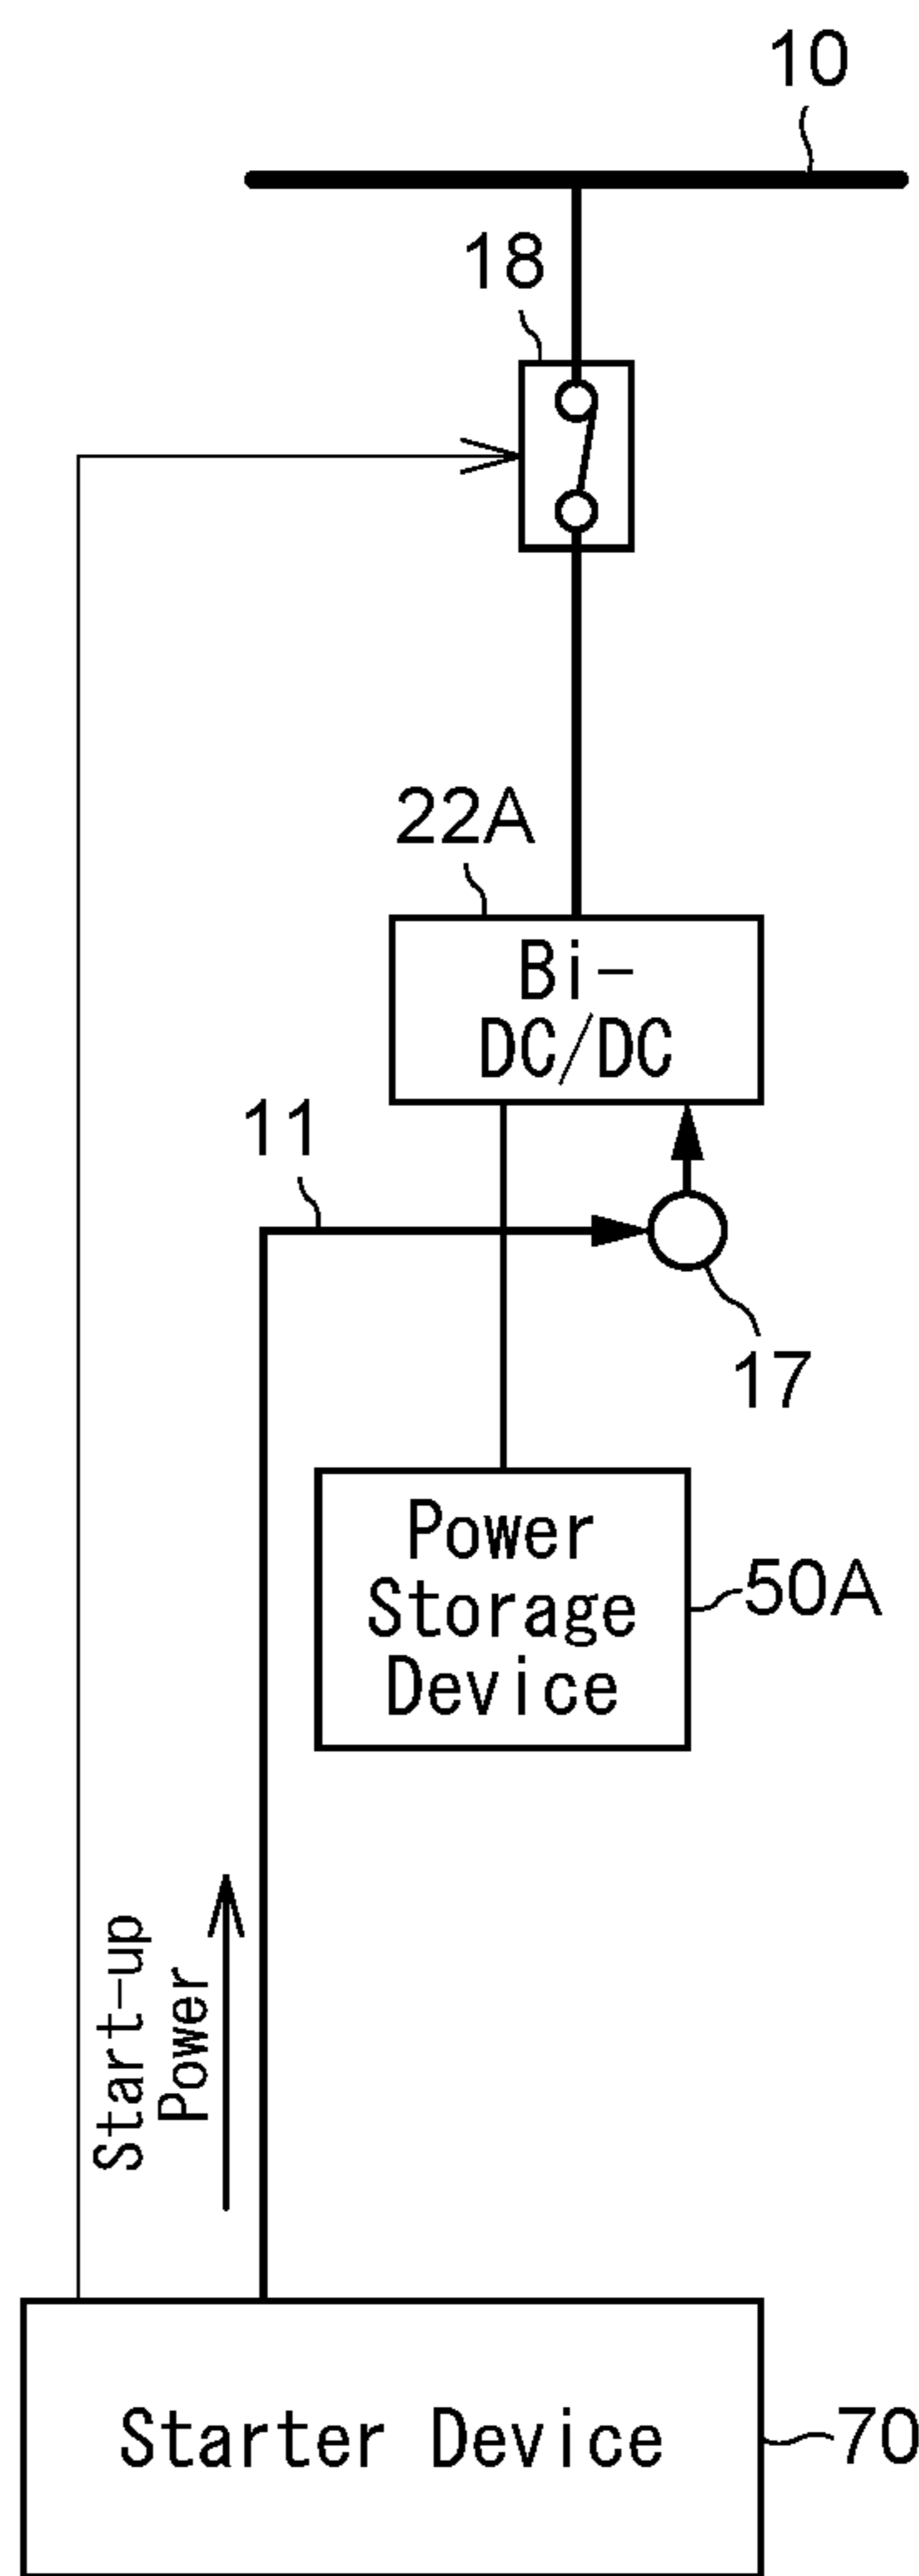 10
18
22A
Bi-
DC/DC
11
17
Power
Storage
Device
50A
Start-up
Power
Starter Device
70